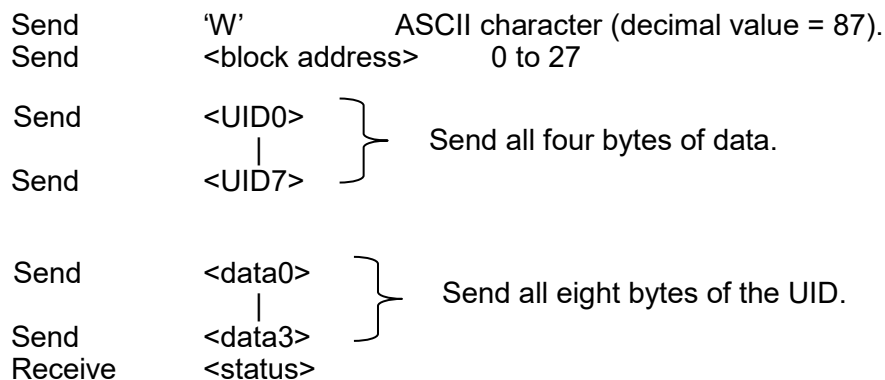 Send ‘W’ ASCII character (decimal value = 87).
Send <block address> 0 to 27
Send <UID0>
|
Send all four bytes of data.
Send <UID7>
Send <data0>
|
Send all eight bytes of the UID.
Send <data3>
Receive <status>